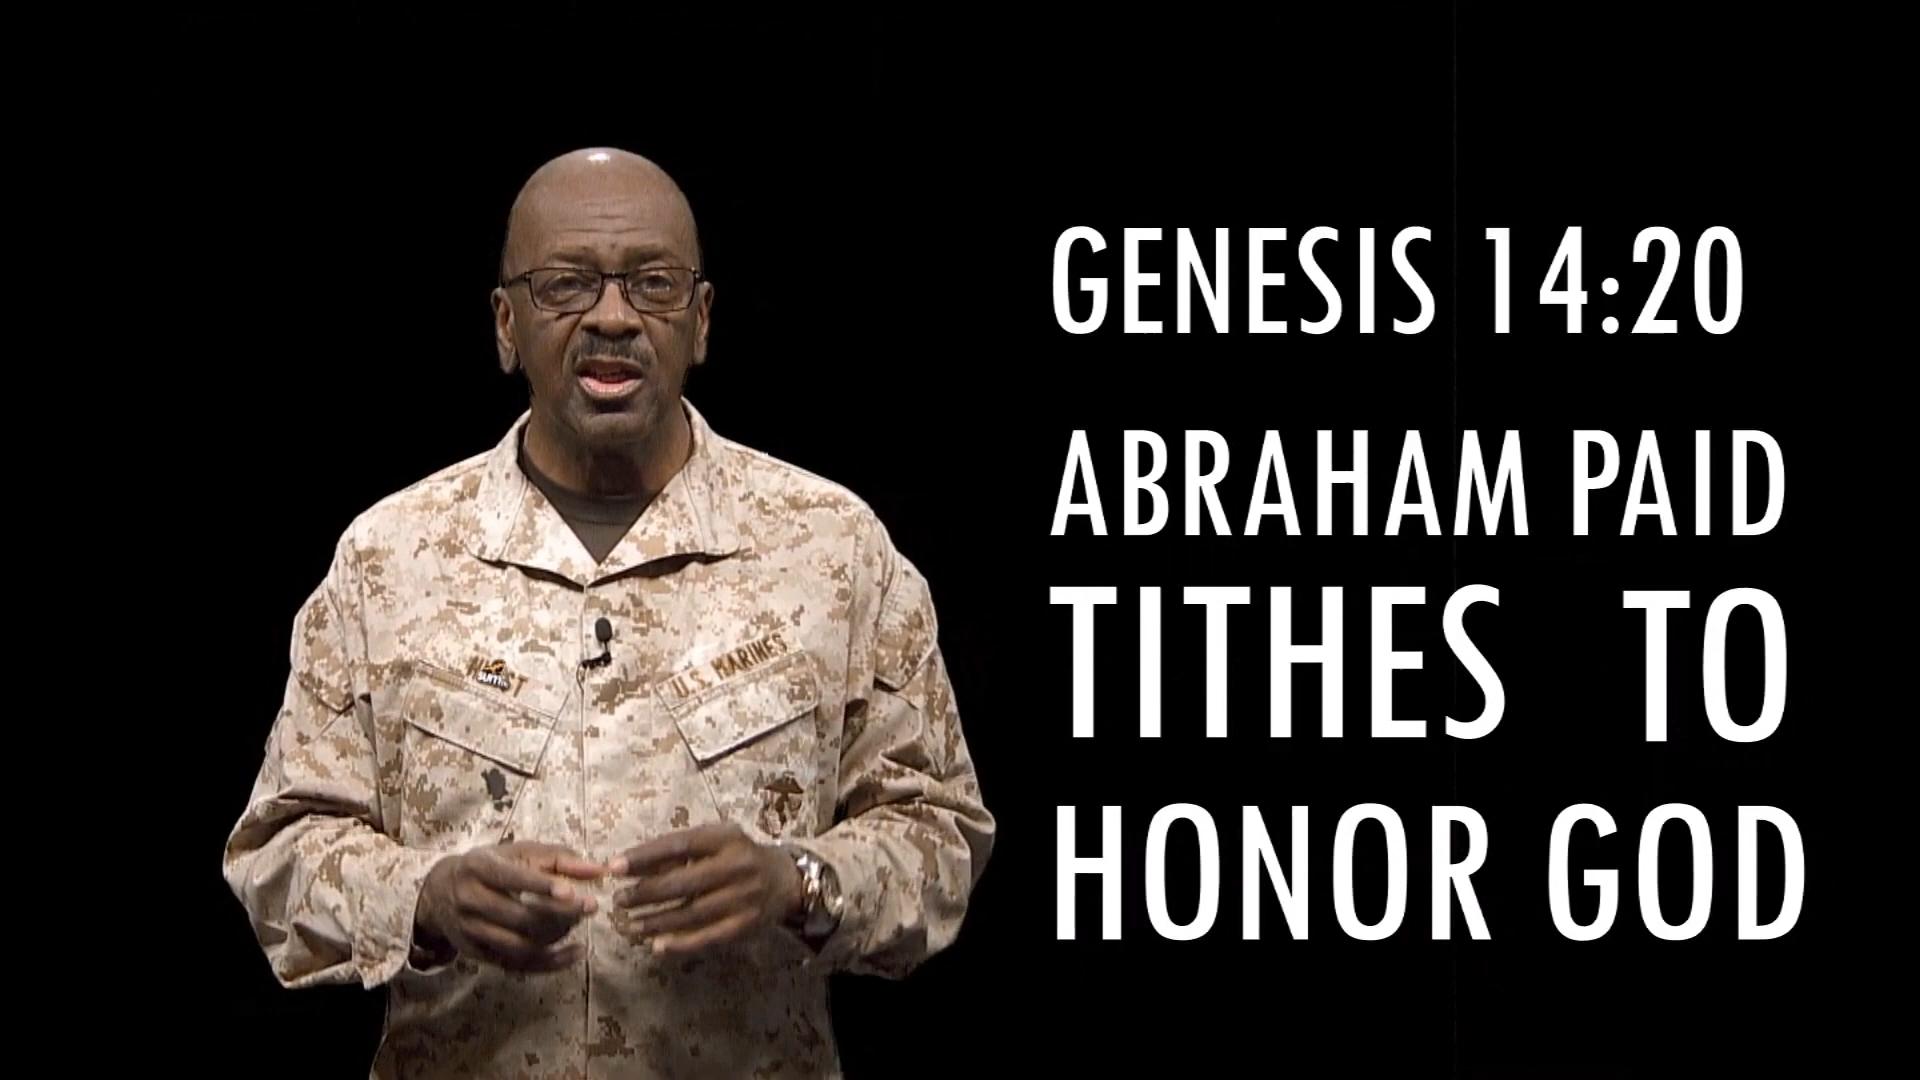 GENESIS 14:20
ABRAHAM PAID
TITHES TO
HONOR GOD
U.S. MARINES